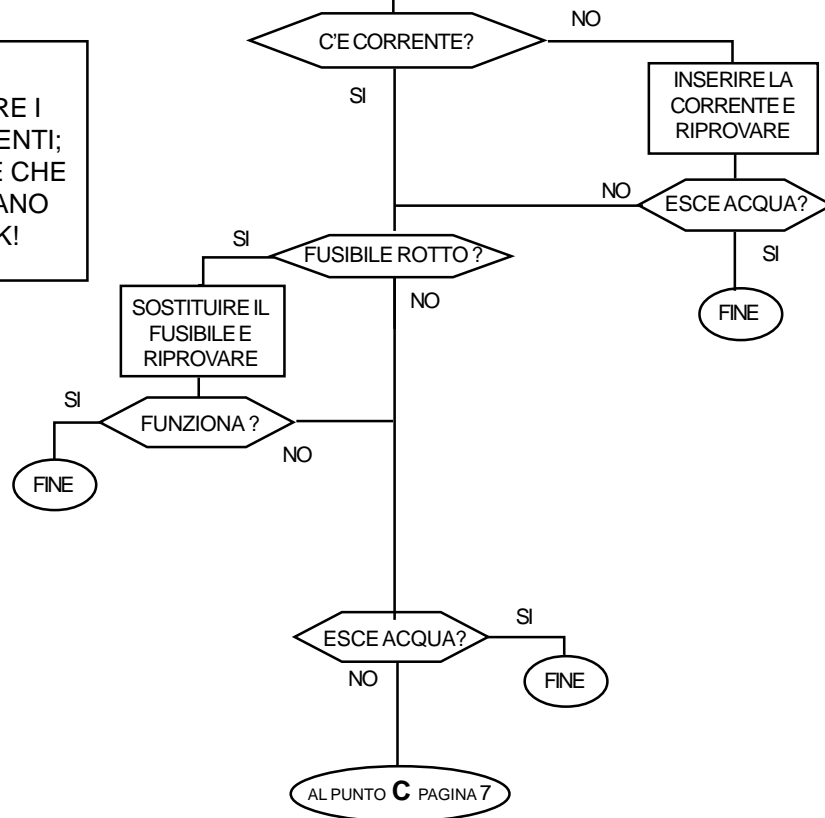 C'E CORRENTE?
NO
SI
INSERIRE LA
CORRENTE E
RIPROVARE
RE I
ENTI;
E CHE
ANO
K!
NO
ESCE ACQUA?
SI
FINE
SI
FUSIBILE ROTTO ?
NO
SOSTITUIRE IL
FUSIBILE E
RIPROVARE
SI
FUNZIONA ?
NO
FINE
ESCE ACQUA?
SI
NO
FINE
AL PUNTO C PAGINA 7